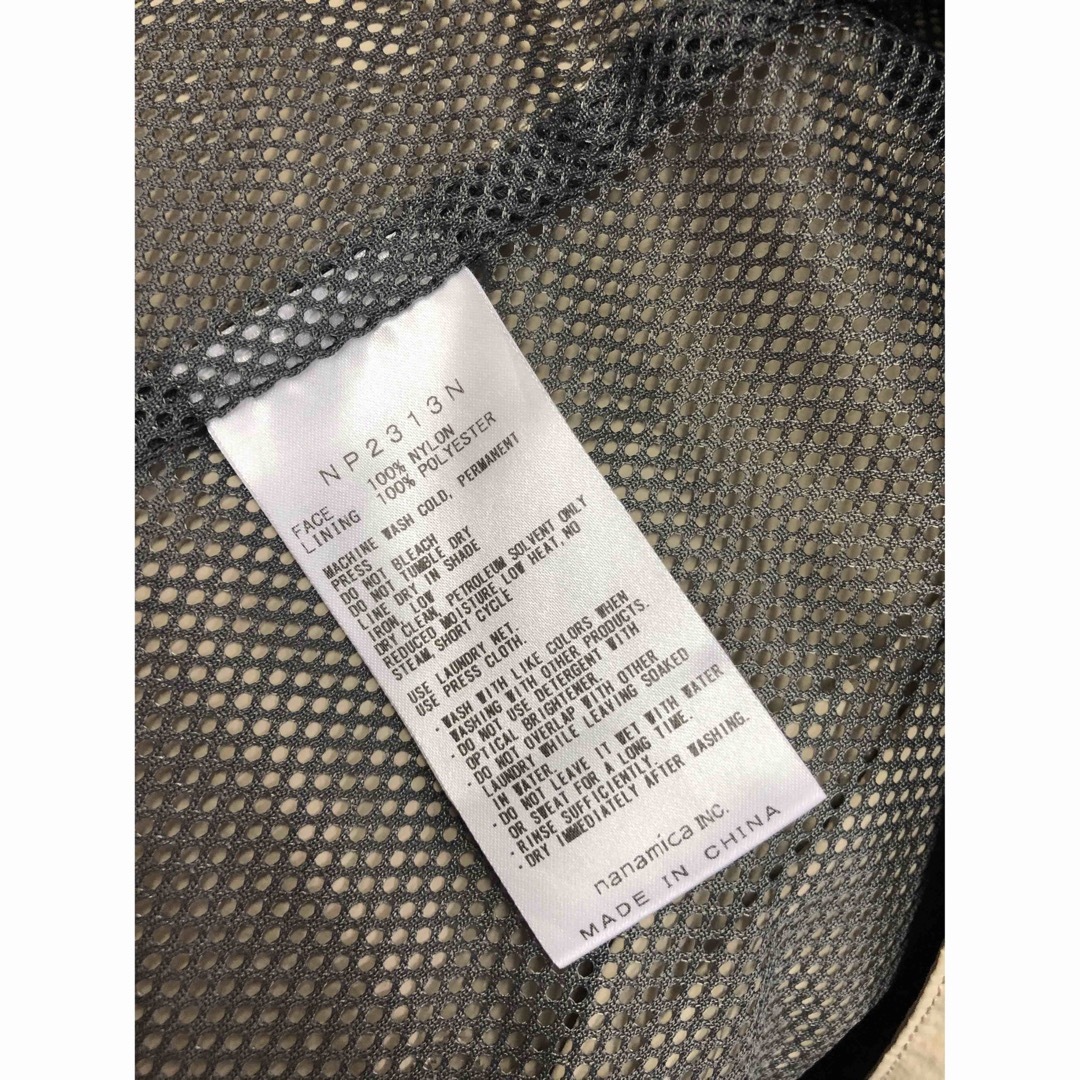 NP2313N
FACE 100% NYLON
LINING 100% POLYESTER
MACHINE WASH COLD, PERMANENT
PRESS
DO NOT BLEACH
DO NOT TUMBLE DRY
LINE DRY IN SHADE
IRON, LOW
DRY CLEAN, PETROLEUM SOLVENT ONLY
REDUCED MOISTURE, LOW HEAT, NO
STEAM SHORT CYCLE
USE LAUNDRY NET.
USE PRESS CLOTH.
・WASH WITH LIKE COLORS WHEN
WASHING WITH OTHER PRODUCTS.
・DO NOT USE DETERGENT WITH
OPTICAL BRIGHTENER.
・DO NOT OVERLAP WITH OTHER
LAUNDRY WHILE LEAVING SOAKED
IN WATER.
・DO NOT LEAVE IT WET WITH WATER
OR SWEAT FOR A LONG TIME.
・RINSE SUFFICIENTLY.
・DRY IMMEDIATELY AFTER WASHING.
nanamica INC.
MADE IN CHINA